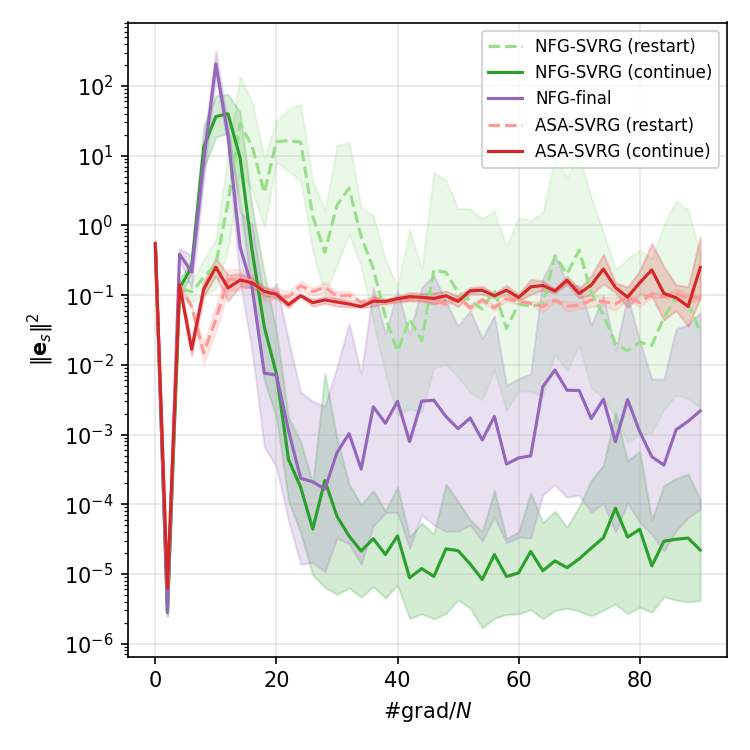 NFG-SVRG (restart)
NFG-SVRG (continue)
NFG-final
ASA-SVRG (restart)
ASA-SVRG (continue)
10²
10¹
10⁰
10⁻¹
10⁻²
10⁻³
10⁻⁴
10⁻⁵
10⁻⁶
‖eₛ‖²
0 20 40 60 80
#grad/N